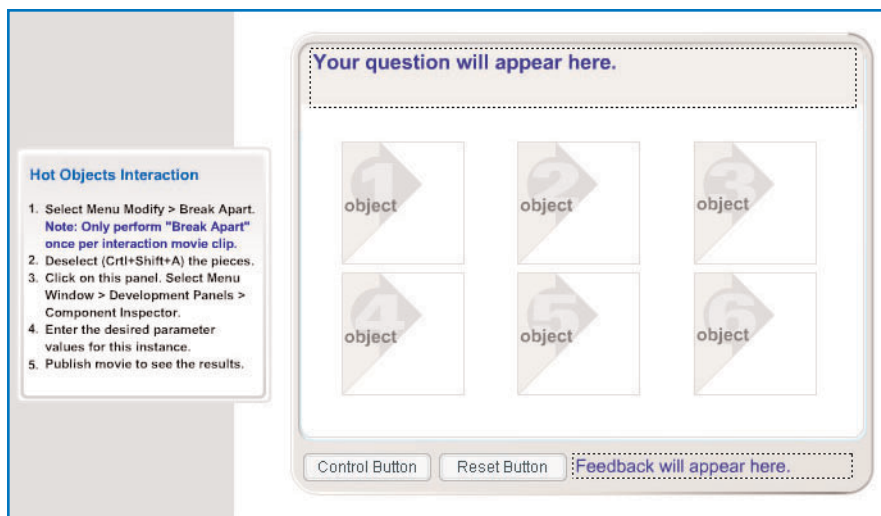 Your question will appear here.
Hot Objects Interaction
1. Select Menu Modify > Break Apart.
Note: Only perform "Break Apart"
once per interaction movie clip.
2. Deselect (Crtl+Shift+A) the pieces.
3. Click on this panel. Select Menu
Window > Development Panels >
Component Inspector.
4. Enter the desired parameter
values for this instance.
5. Publish movie to see the results.
1 object
2 object
3 object
4 object
5 object
6 object
Control Button
Reset Button
Feedback will appear here.